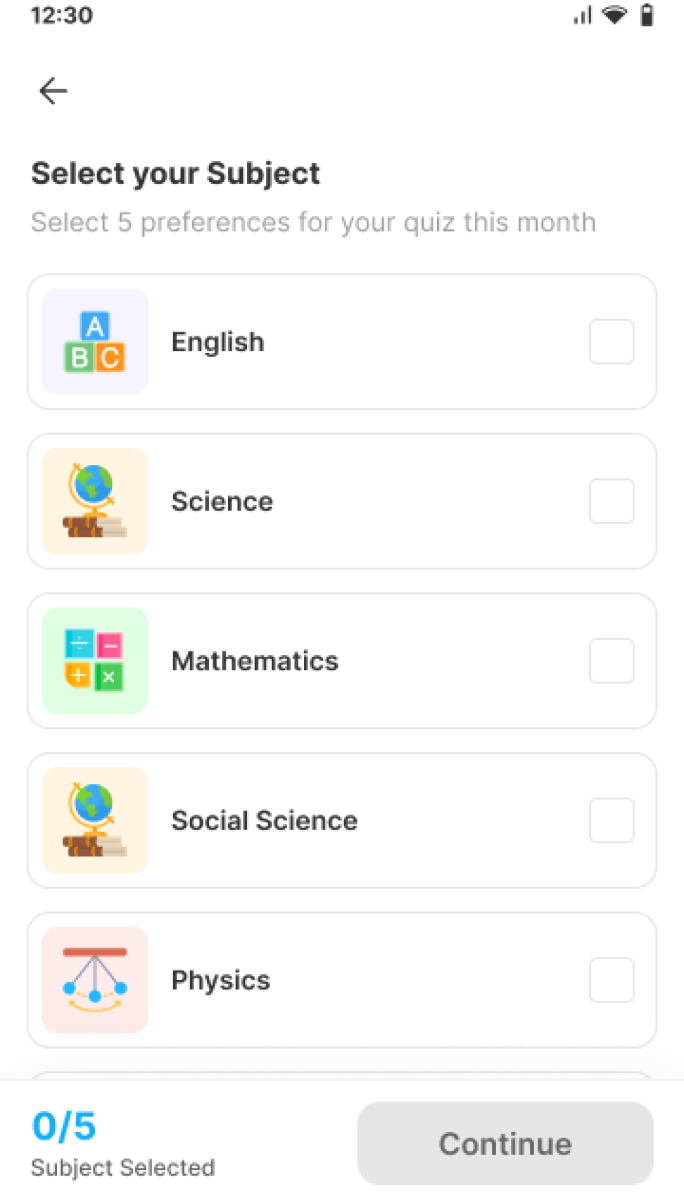 12:30
Select your Subject
Select 5 preferences for your quiz this month
A
B C
English
Science
÷ −
+ ×
Mathematics
Social Science
Physics
0/5
Subject Selected
Continue